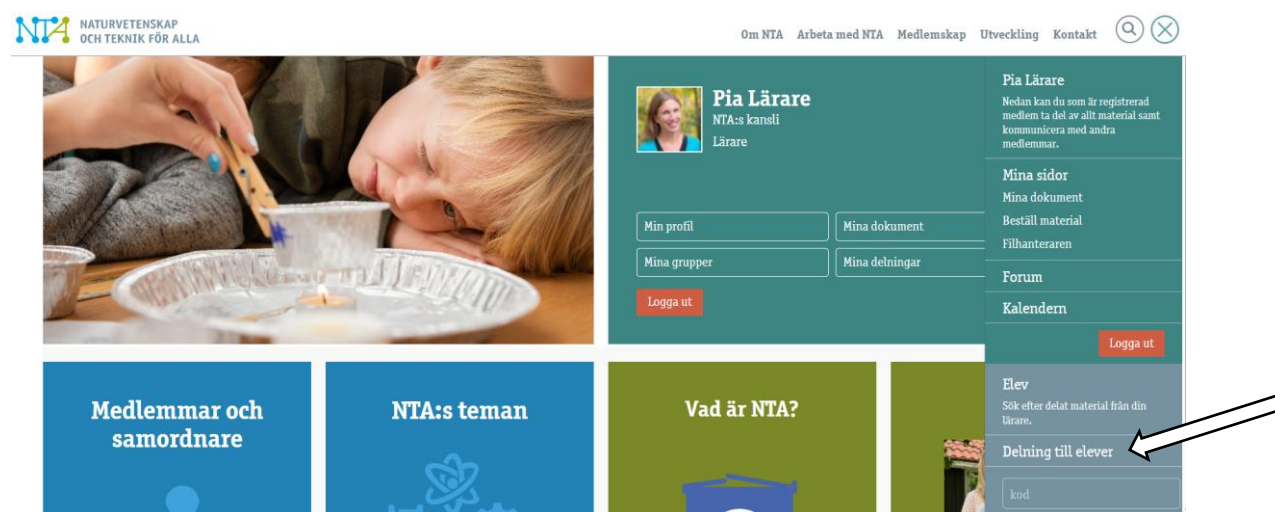 NTA
NATURVETENSKAP
OCH TEKNIK FÖR ALLA
Om NTA Arbeta med NTA Medlemskap Utveckling Kontakt
Pia Lärare
NTA:s kansli
Lärare
Min profil
Mina dokument
Mina grupper
Mina delningar
Logga ut
Pia Lärare
Nedan kan du som är registrerad
medlem ta del av allt material samt
kommunicera med andra
medlemmar.
Mina sidor
Mina dokument
Beställ material
Filhanteraren
Forum
Kalendern
Logga ut
Elev
Sök efter delat material från din
lärare.
Delning till elever
kod
Medlemmar och
samordnare
NTA:s teman
Vad är NTA?